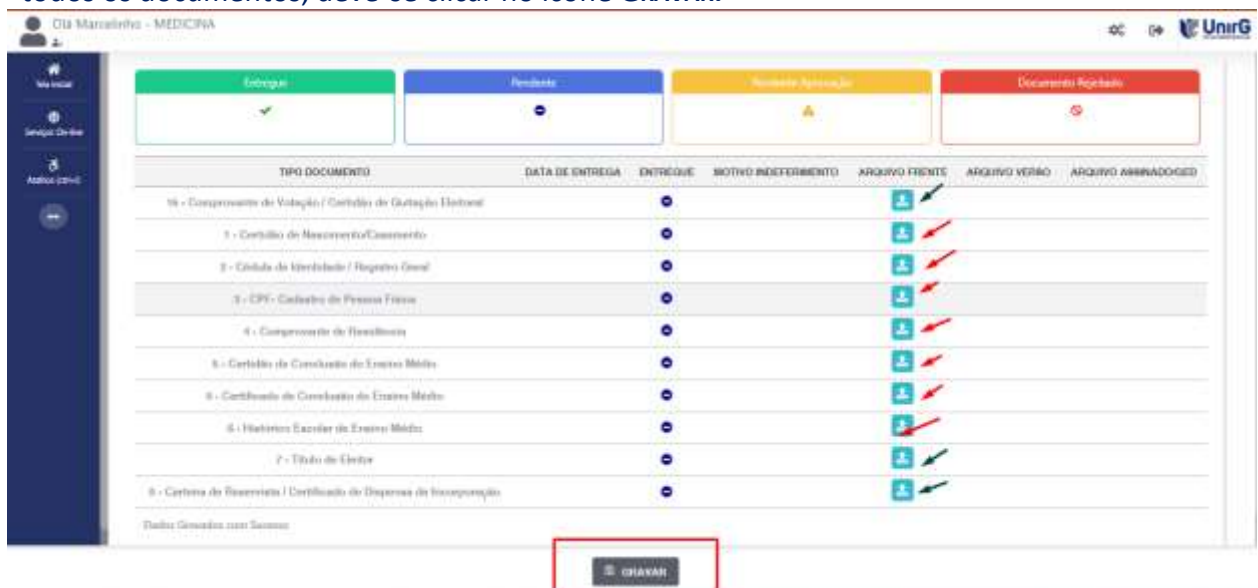 todos os documentos, deve-se clicar no ícone GRAVAR.
Olá Marcelinho - MEDICINA
UnirG
Tela Inicial
Serviços On-line
Entregue
Pendente
Pendente Aprovação
Documento Rejeitado
TIPO DOCUMENTO DATA DE ENTREGA ENTREGUE MOTIVO INDEFERIMENTO ARQUIVO FRENTE ARQUIVO VERSO ARQUIVO ASSINADO/GED
16 - Comprovante de Votação / Certidão de Quitação Eleitoral
1 - Certidão de Nascimento/Casamento
2 - Cédula de Identidade / Registro Geral
3 - CPF - Cadastro de Pessoa Física
4 - Comprovante de Residência
5 - Certidão de Conclusão do Ensino Médio
- Certificado de Conclusão do Ensino Médio
6 - Histórico Escolar do Ensino Médio
7 - Título de Eleitor
- Carteira de Reservista / Certificado de Dispensa de Incorporação
Dados Gravados com Sucesso
GRAVAR